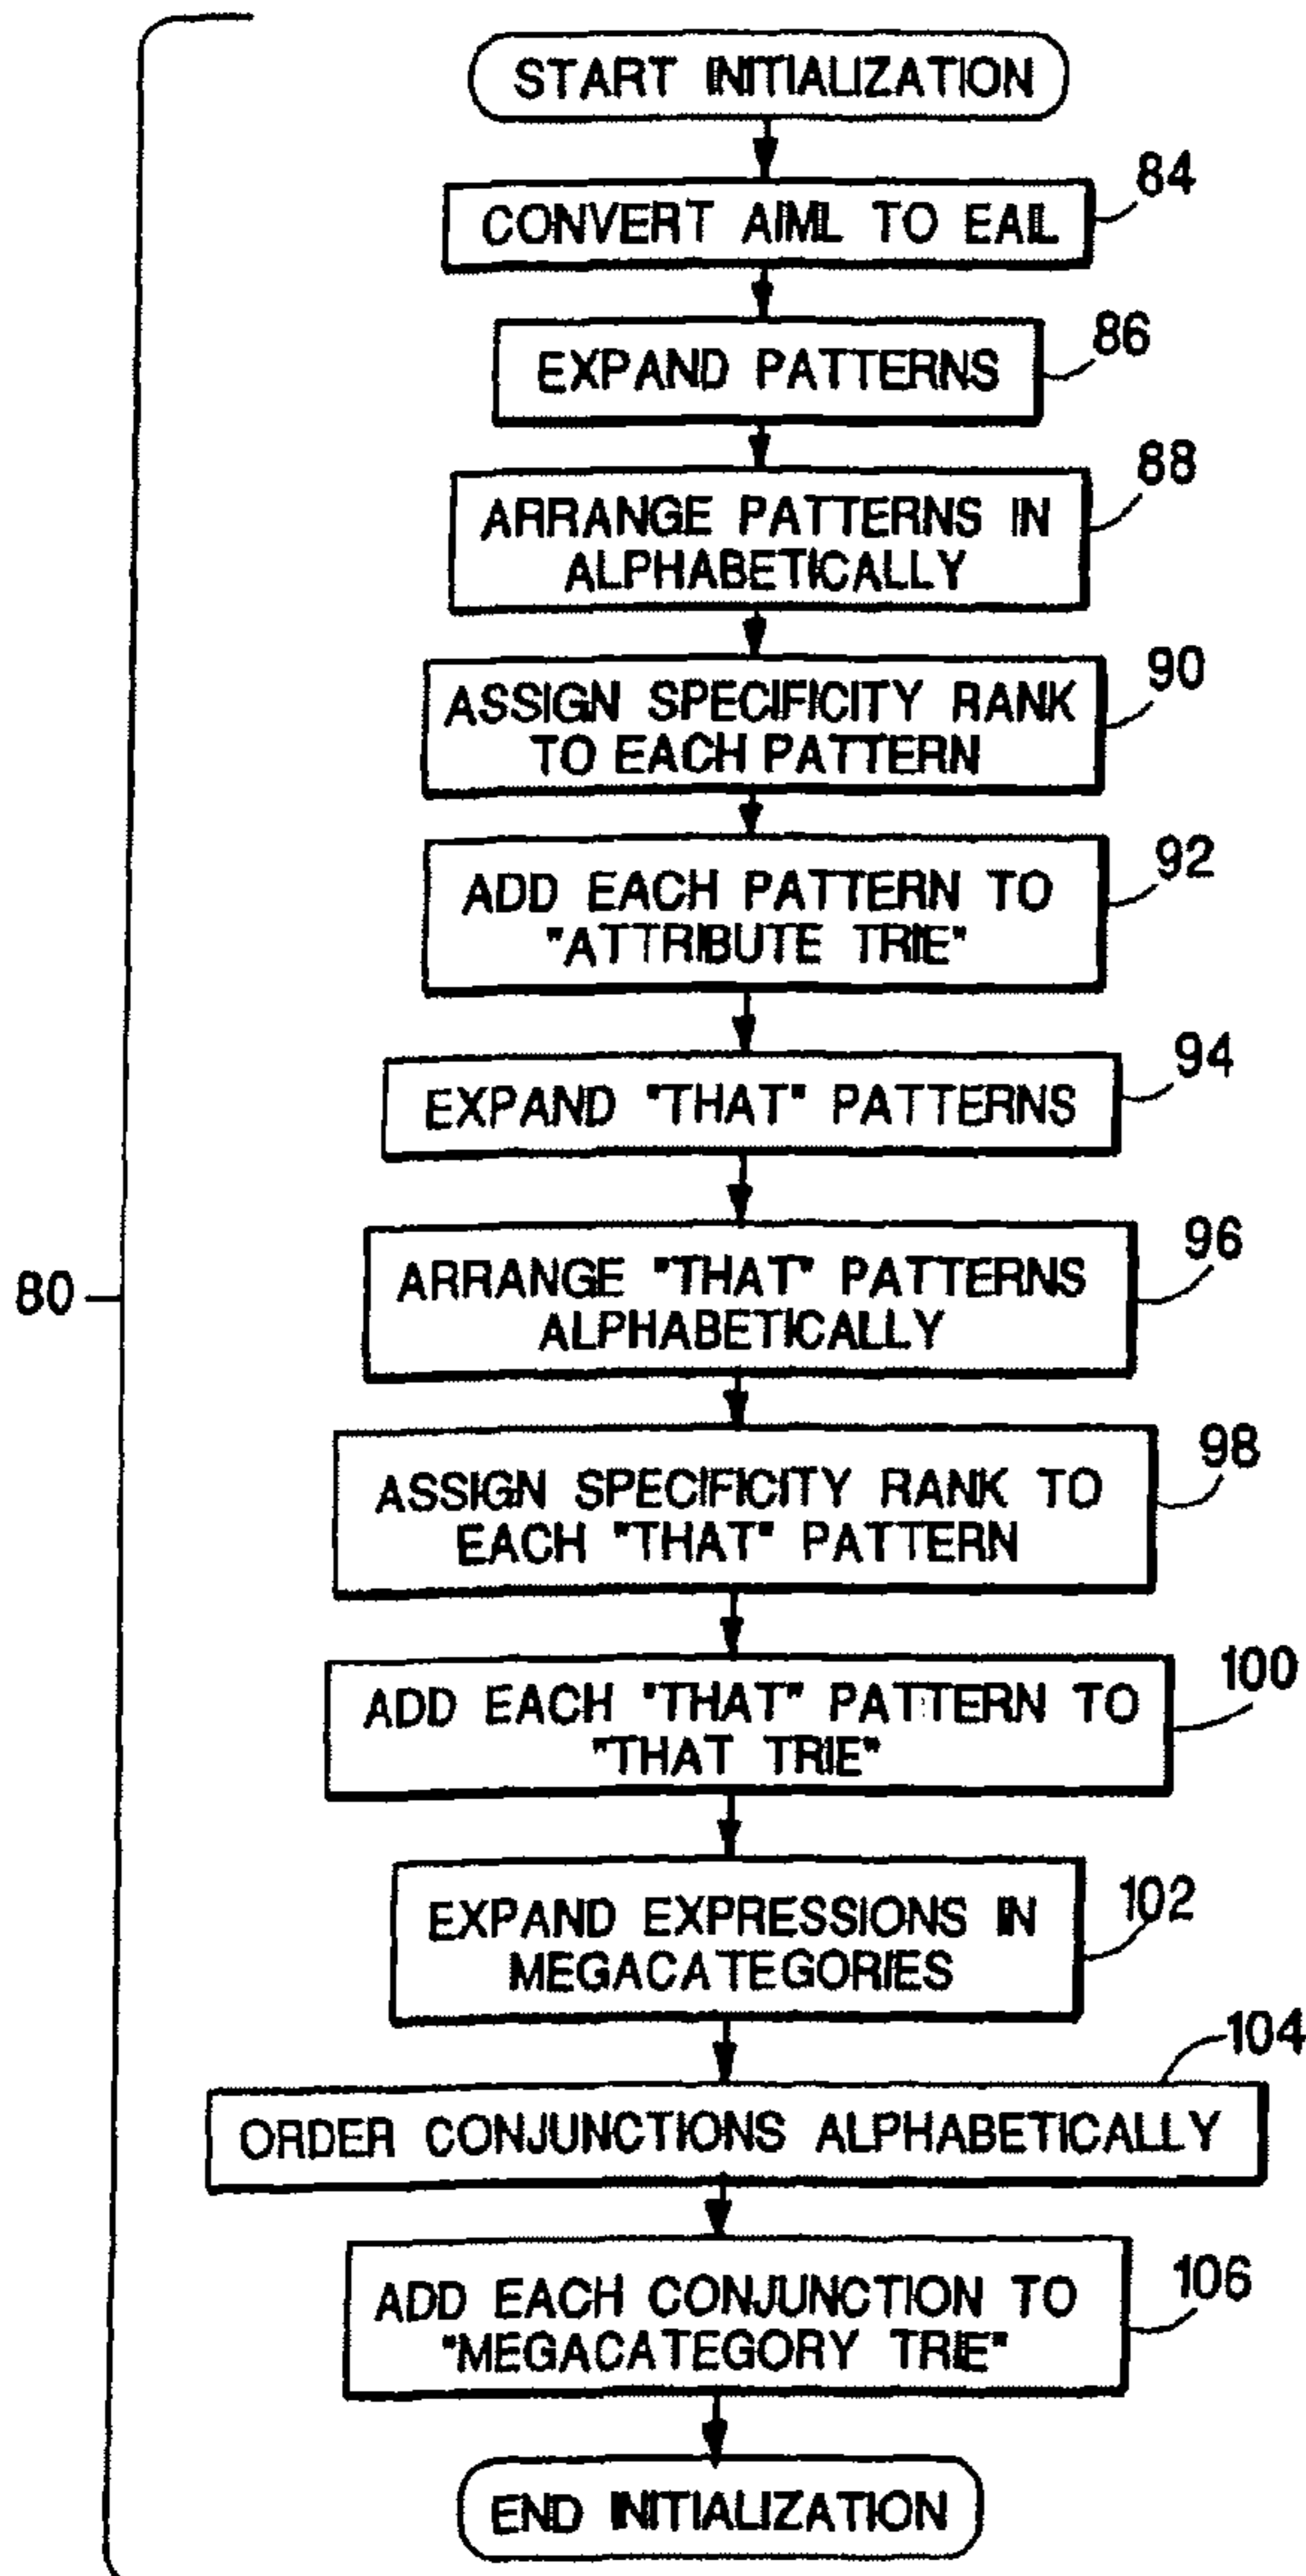 START INITIALIZATION
84
CONVERT AIML TO EAIL
86
EXPAND PATTERNS
88
ARRANGE PATTERNS IN
ALPHABETICALLY
90
ASSIGN SPECIFICITY RANK
TO EACH PATTERN
92
ADD EACH PATTERN TO
"ATTRIBUTE TRIE"
94
EXPAND "THAT" PATTERNS
96
ARRANGE "THAT" PATTERNS
ALPHABETICALLY
80
98
ASSIGN SPECIFICITY RANK TO
EACH "THAT" PATTERN
100
ADD EACH "THAT" PATTERN TO
"THAT TRIE"
102
EXPAND EXPRESSIONS IN
MEGACATEGORIES
104
ORDER CONJUNCTIONS ALPHABETICALLY
106
ADD EACH CONJUNCTION TO
"MEGACATEGORY TRIE"
END INITIALIZATION